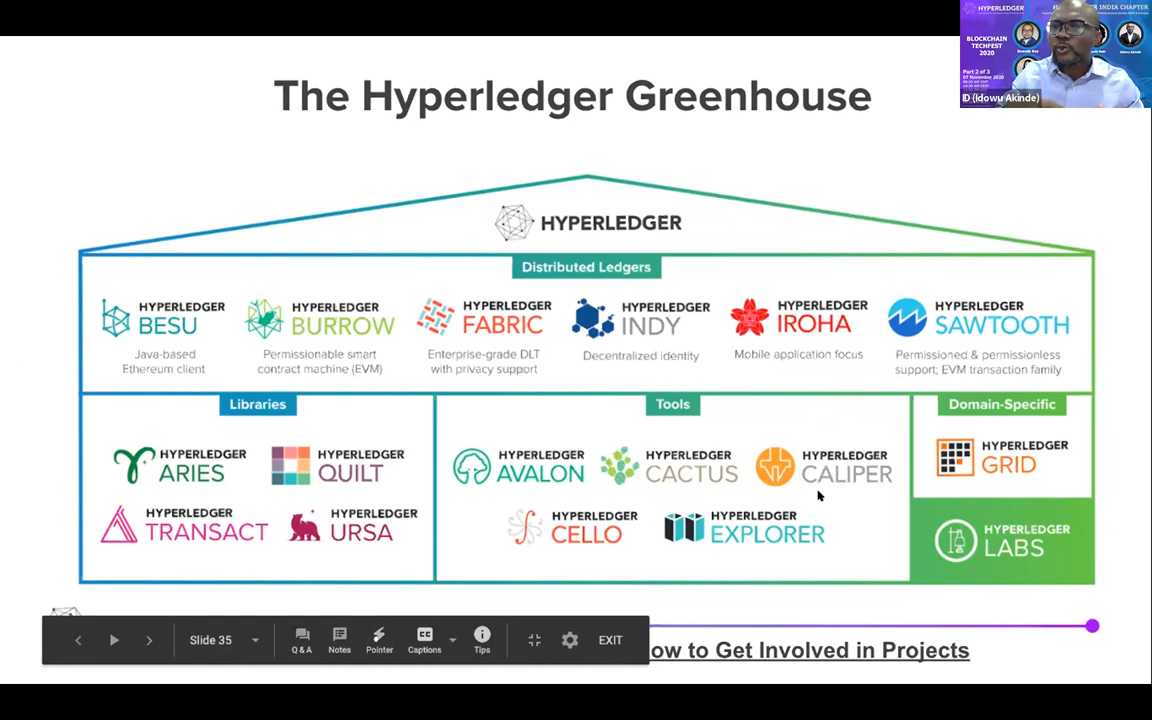 HYPERLEDGER
INDIA CHAPTER
BLOCKCHAIN
TECHFEST
2020
Part 2 of 3
07 November 2020
ID (Idowu Akinde)
The Hyperledger Greenhouse
HYPERLEDGER
Distributed Ledgers
HYPERLEDGER
BESU
Java-based
Ethereum client
HYPERLEDGER
BURROW
Permissionable smart
contract machine (EVM)
HYPERLEDGER
FABRIC
Enterprise-grade DLT
with privacy support
HYPERLEDGER
INDY
Decentralized identity
HYPERLEDGER
IROHA
Mobile application focus
HYPERLEDGER
SAWTOOTH
Permissioned & permissionless
support; EVM transaction family
Libraries
HYPERLEDGER
ARIES
HYPERLEDGER
QUILT
HYPERLEDGER
TRANSACT
HYPERLEDGER
URSA
Tools
HYPERLEDGER
AVALON
HYPERLEDGER
CACTUS
HYPERLEDGER
CALIPER
HYPERLEDGER
CELLO
HYPERLEDGER
EXPLORER
Domain-Specific
HYPERLEDGER
GRID
HYPERLEDGER
LABS
Slide 35
Q & A
Notes
Pointer
CC
Captions
Tips
EXIT
ow to Get Involved in Projects